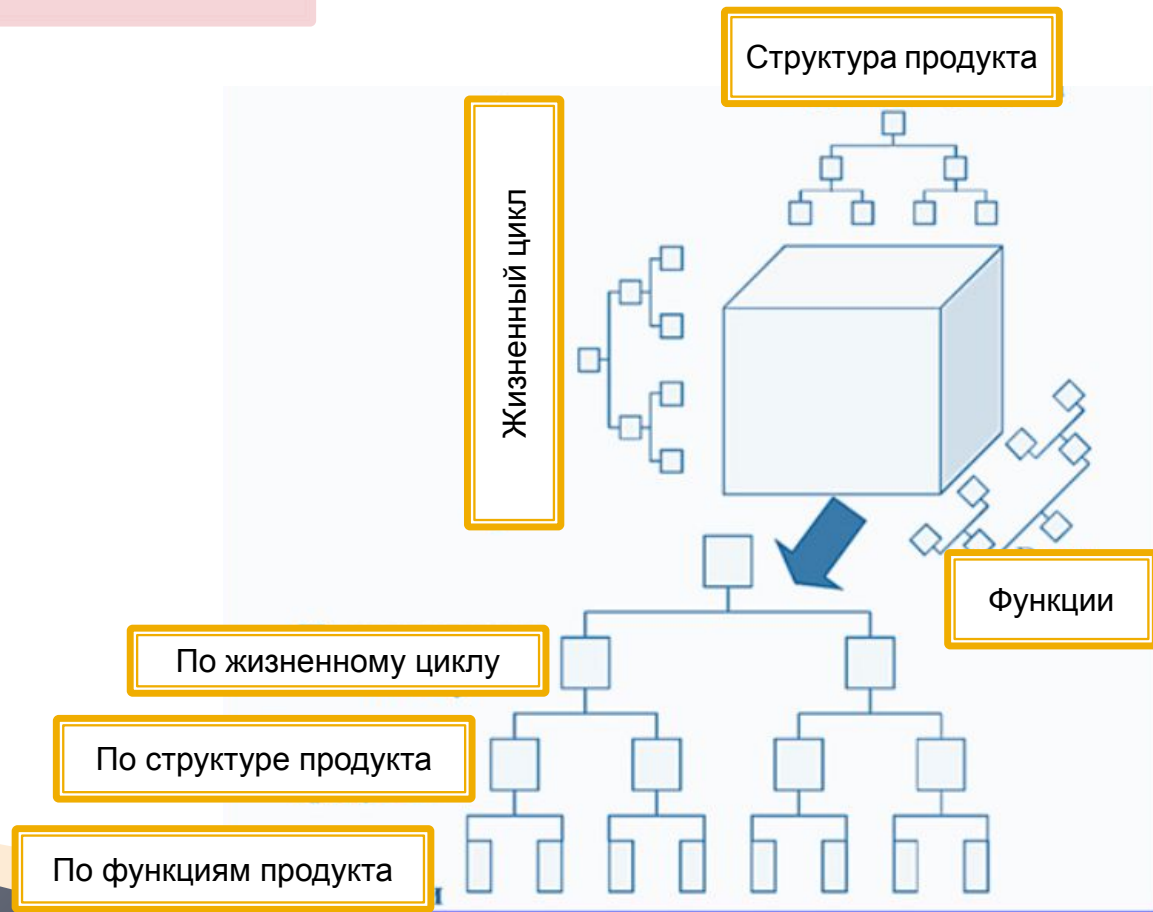 Структура продукта
Жизненный цикл
Функции
По жизненному циклу
По структуре продукта
По функциям продукта